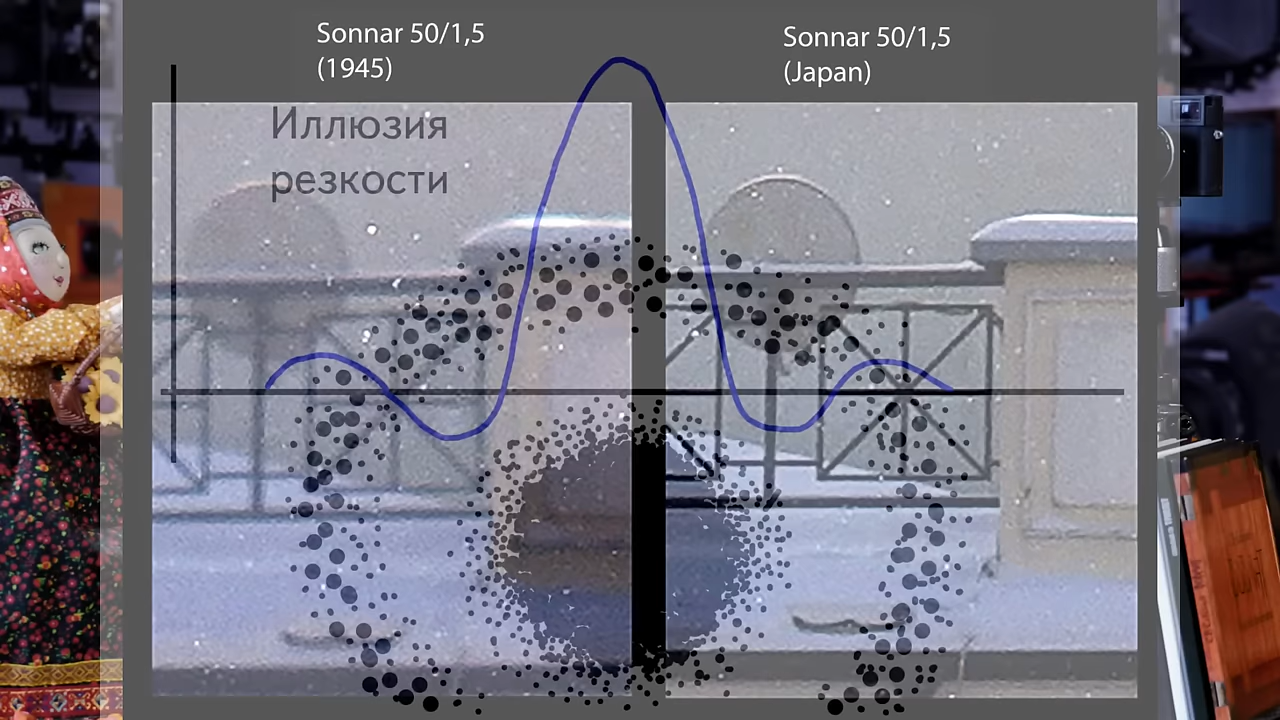 Sonnar 50/1,5
(1945)
Sonnar 50/1,5
(Japan)
Иллюзия
резкости